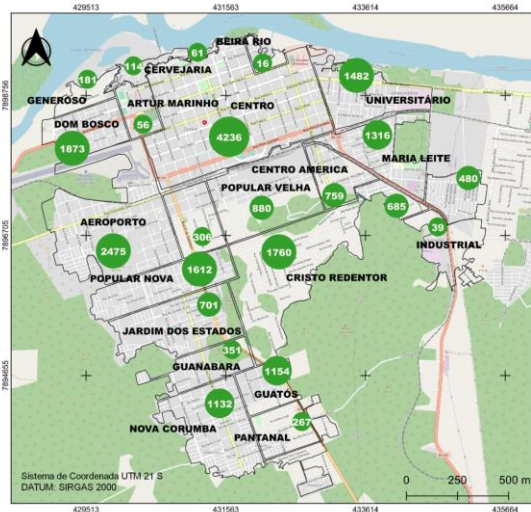 429513 431563 433614 435664
7898756
7896705
7894655
BEIRA RIO
61
16
114
CERVEJARIA
181
1482
GENEROSO
ARTUR MARINHO
CENTRO
UNIVERSITÁRIO
DOM BOSCO
56
4236
1316
1873
MARIA LEITE
CENTRO AMERICA
480
POPULAR VELHA
759
685
880
AEROPORTO
39
306
INDUSTRIAL
2475
1760
1612
POPULAR NOVA
CRISTO REDENTOR
701
JARDIM DOS ESTADOS
351
GUANABARA
1154
GUATÓS
1132
267
NOVA CORUMBA
PANTANAL
Sistema de Coordenada UTM 21 S
DATUM: SIRGAS 2000
0 250 500 m
429513 431563 433614 435664